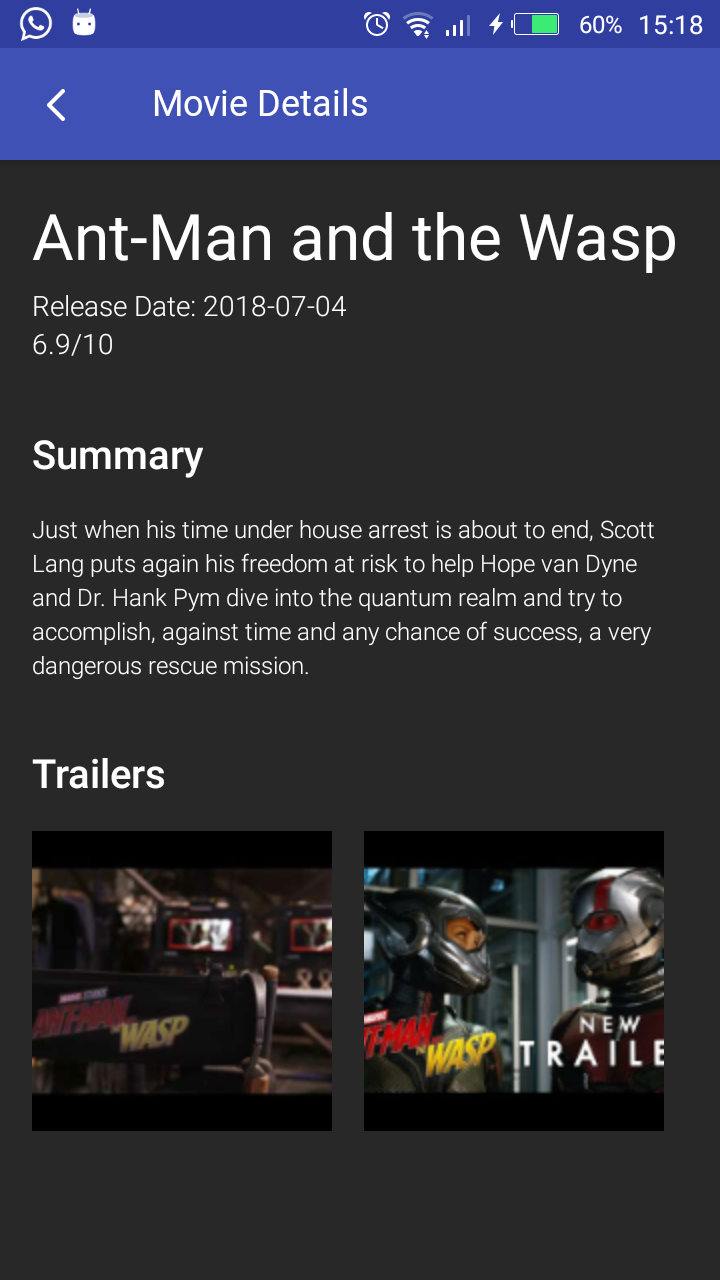 60% 15:18
Movie Details
Ant-Man and the Wasp
Release Date: 2018-07-04
6.9/10
Summary
Just when his time under house arrest is about to end, Scott
Lang puts again his freedom at risk to help Hope van Dyne
and Dr. Hank Pym dive into the quantum realm and try to
accomplish, against time and any chance of success, a very
dangerous rescue mission.
Trailers
MARVEL STUDIOS
ANT-MAN
WASP
MARVEL
T-MAN
WASP
NEW
TRAILE